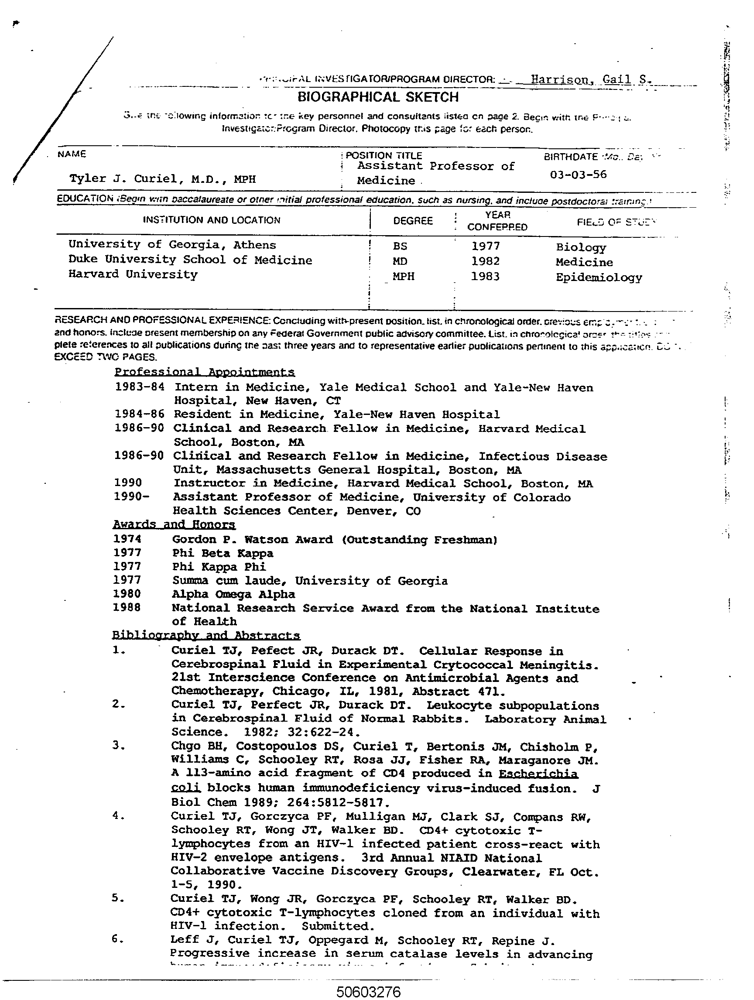 INVESTIGATOR/PROGRAM DIRECTOR: Harrison, Gail S.
BIOGRAPHICAL SKETCH
Give the following information for the key personnel and consultants listed on page 2. Begin with the
Investigator/Program Director. Photocopy this page for each person.
NAME
POSITION TITLE
BIRTHDATE (Mo., Day
Tyler J. Curiel, M.D., MPH
Assistant Professor of
Medicine
03-03-56
EDUCATION (Begin with baccalaureate or other initial professional education, such as nursing, and include postdoctoral training.)
INSTITUTION AND LOCATION DEGREE YEAR CONFERRED FIELD OF STUDY
University of Georgia, Athens BS 1977 Biology
Duke University School of Medicine MD 1982 Medicine
Harvard University MPH 1983 Epidemiology
RESEARCH AND PROFESSIONAL EXPERIENCE: Concluding with present position, list, in chronological order, previous
and honors. Include present membership on any Federal Government public advisory committee. List, in chronological order, the titles
plete references to all publications during the past three years and to representative earlier publications pertinent to this application.
EXCEED TWO PAGES.
Professional Appointments
1983-84 Intern in Medicine, Yale Medical School and Yale-New Haven
Hospital, New Haven, CT
1984-86 Resident in Medicine, Yale-New Haven Hospital
1986-90 Clinical and Research Fellow in Medicine, Harvard Medical
School, Boston, MA
1986-90 Clinical and Research Fellow in Medicine, Infectious Disease
Unit, Massachusetts General Hospital, Boston, MA
1990 Instructor in Medicine, Harvard Medical School, Boston, MA
1990- Assistant Professor of Medicine, University of Colorado
Health Sciences Center, Denver, CO
Awards and Honors
1974 Gordon P. Watson Award (Outstanding Freshman)
1977 Phi Beta Kappa
1977 Phi Kappa Phi
1977 Summa cum laude, University of Georgia
1980 Alpha Omega Alpha
1988 National Research Service Award from the National Institute
of Health
Bibliography and Abstracts
1. Curiel TJ, Pefect JR, Durack DT. Cellular Response in
Cerebrospinal Fluid in Experimental Crytococcal Meningitis.
21st Interscience Conference on Antimicrobial Agents and
Chemotherapy, Chicago, IL, 1981, Abstract 471.
2. Curiel TJ, Perfect JR, Durack DT. Leukocyte subpopulations
in Cerebrospinal Fluid of Normal Rabbits. Laboratory Animal
Science. 1982; 32:622-24.
3. Chgo BH, Costopoulos DS, Curiel T, Bertonis JM, Chisholm P,
Williams C, Schooley RT, Rosa JJ, Fisher RA, Maraganore JM.
A 113-amino acid fragment of CD4 produced in Escherichia
coli blocks human immunodeficiency virus-induced fusion. J
Biol Chem 1989; 264:5812-5817.
4. Curiel TJ, Gorczyca PF, Mulligan MJ, Clark SJ, Compans RW,
Schooley RT, Wong JT, Walker BD. CD4+ cytotoxic T-
lymphocytes from an HIV-1 infected patient cross-react with
HIV-2 envelope antigens. 3rd Annual NIAID National
Collaborative Vaccine Discovery Groups, Clearwater, FL Oct.
1-5, 1990.
5. Curiel TJ, Wong JR, Gorczyca PF, Schooley RT, Walker BD.
CD4+ cytotoxic T-lymphocytes cloned from an individual with
HIV-1 infection. Submitted.
6. Leff J, Curiel TJ, Oppegard M, Schooley RT, Repine J.
Progressive increase in serum catalase levels in advancing
50603276